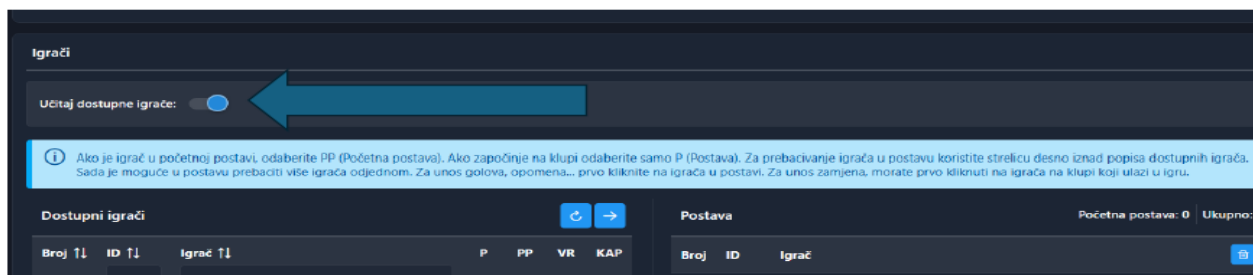 Igrači
Učitaj dostupne igrače:
Ako je igrač u početnoj postavi, odaberite PP (Početna postava). Ako započinje na klupi odaberite samo P (Postava). Za prebacivanje igrača u postavu koristite strelicu desno iznad popisa dostupnih igrača.
Sada je moguće u postavu prebaciti više igrača odjednom. Za unos golova, opomena... prvo kliknite na igrača u postavi. Za unos zamjena, morate prvo kliknuti na igrača na klupi koji ulazi u igru.
Dostupni igrači
Broj ↑↓ ID ↑↓ Igrač ↑↓ P PP VR KAP
Postava Početna postava: 0 Ukupno:
Broj ID Igrač